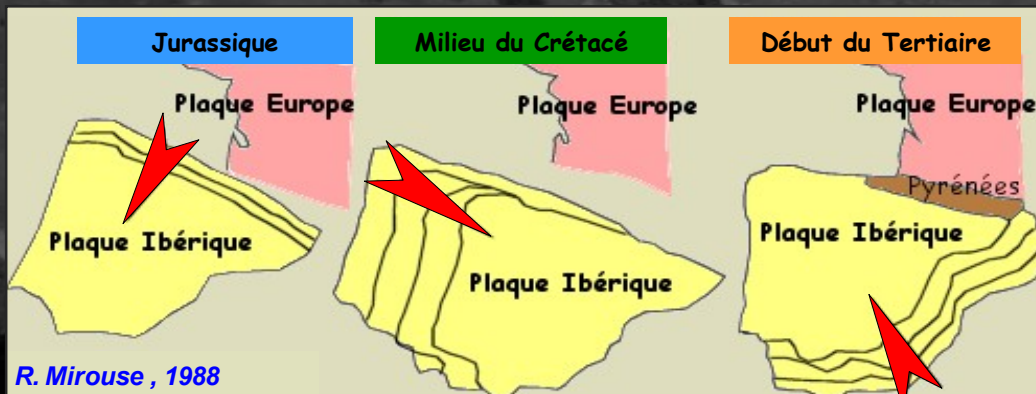 Jurassique
Milieu du Crétacé
Début du Tertiaire
Plaque Europe
Plaque Europe
Plaque Europe
Pyrénées
Plaque Ibérique
Plaque Ibérique
Plaque Ibérique
R. Mirouse , 1988